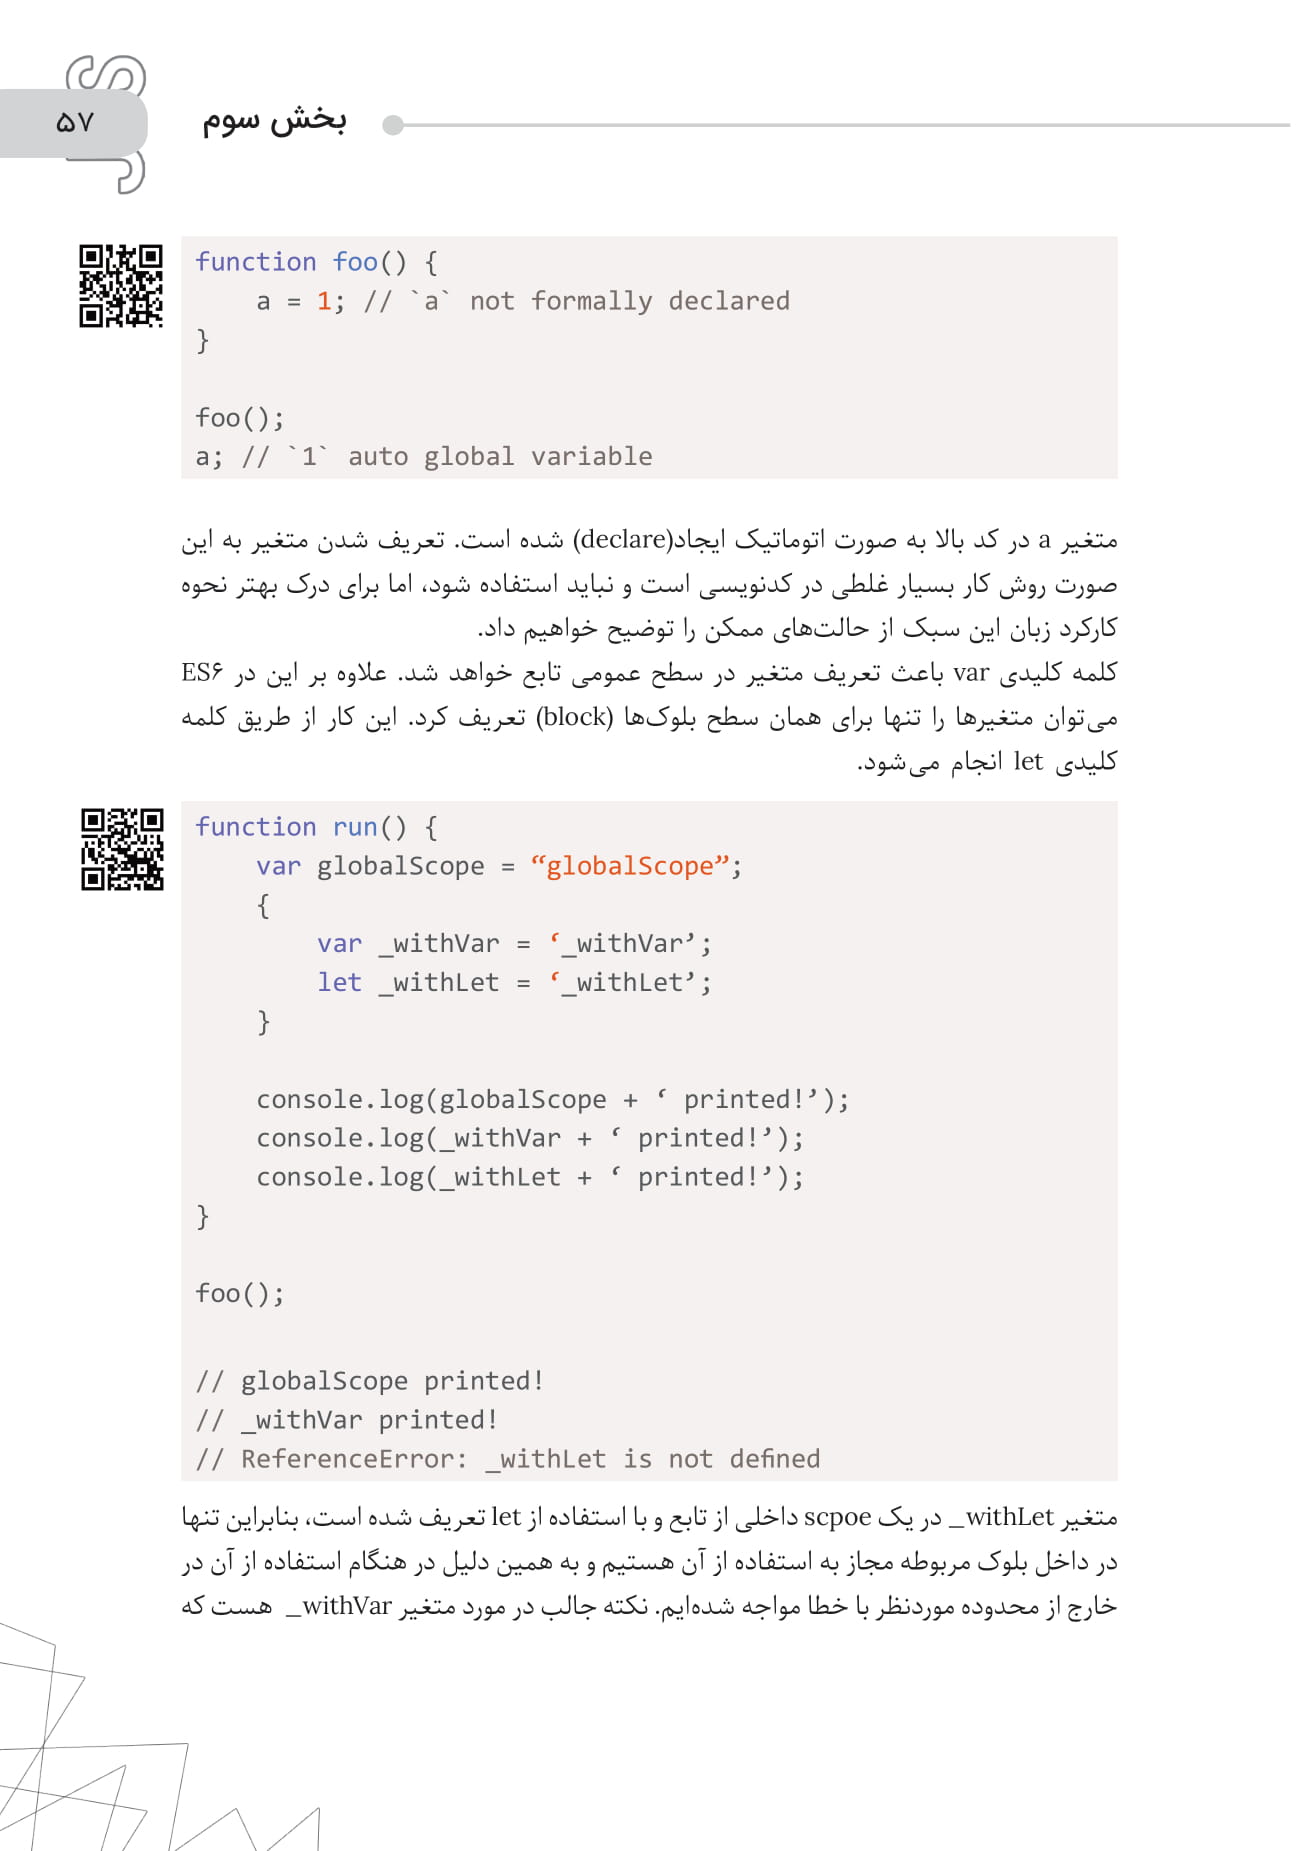 JS
۵۷
بخش سوم
function foo() {
    a = 1; // `a` not formally declared
}
foo();
a; // `1` auto global variable
متغیر a در کد بالا به صورت اتوماتیک ایجاد(declare) شده است. تعریف شدن متغیر به این
صورت روش کار بسیار غلطی در کدنویسی است و نباید استفاده شود، اما برای درک بهتر نحوه
کارکرد زبان این سبک از حالت‌های ممکن را توضیح خواهیم داد.
کلمه کلیدی var باعث تعریف متغیر در سطح عمومی تابع خواهد شد. علاوه بر این در ES۶
می‌توان متغیرها را تنها برای همان سطح بلوک‌ها (block) تعریف کرد. این کار از طریق کلمه
کلیدی let انجام می‌شود.
function run() {
    var globalScope = “globalScope”;
    {
        var _withVar = ‘_withVar’;
        let _withLet = ‘_withLet’;
    }
    console.log(globalScope + ‘ printed!’);
    console.log(_withVar + ‘ printed!’);
    console.log(_withLet + ‘ printed!’);
}
foo();
// globalScope printed!
// _withVar printed!
// ReferenceError: _withLet is not defined
متغیر withLet_ در یک scpoe داخلی از تابع و با استفاده از let تعریف شده است، بنابراین تنها
در داخل بلوک مربوطه مجاز به استفاده از آن هستیم و به همین دلیل در هنگام استفاده از آن در
خارج از محدوده موردنظر با خطا مواجه شده‌ایم. نکته جالب در مورد متغیر withVar_ هست که